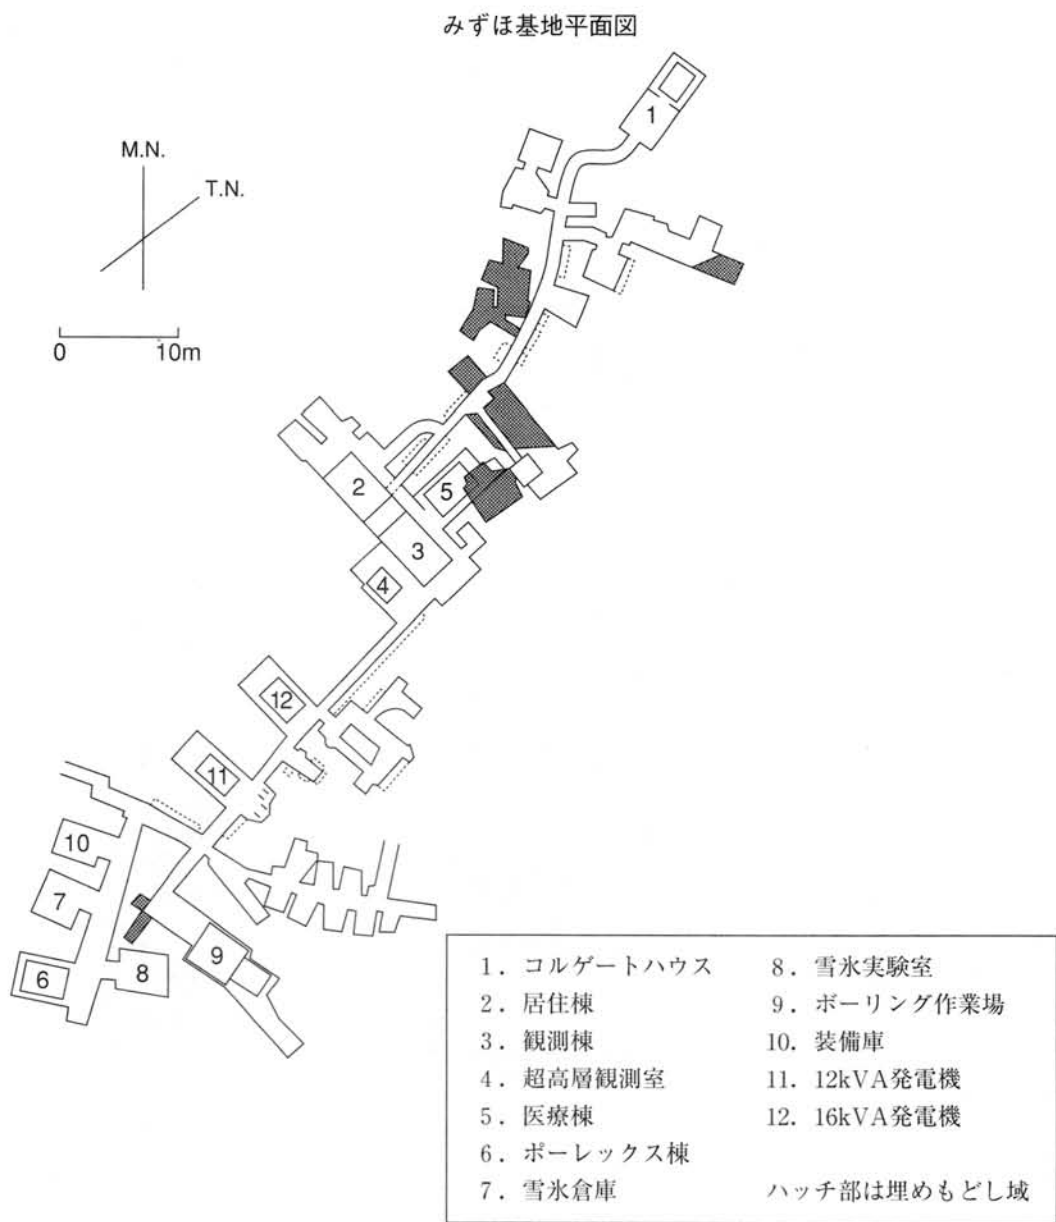 みずほ基地平面図
M.N.
T.N.
0 10m
1
2
5
3
4
12
11
10
7
9
6
8
1. コルゲートハウス
2. 居住棟
3. 観測棟
4. 超高層観測室
5. 医療棟
6. ポーレックス棟
7. 雪氷倉庫
8. 雪氷実験室
9. ボーリング作業場
10. 装備庫
11. 12kVA発電機
12. 16kVA発電機
ハッチ部は埋めもどし域